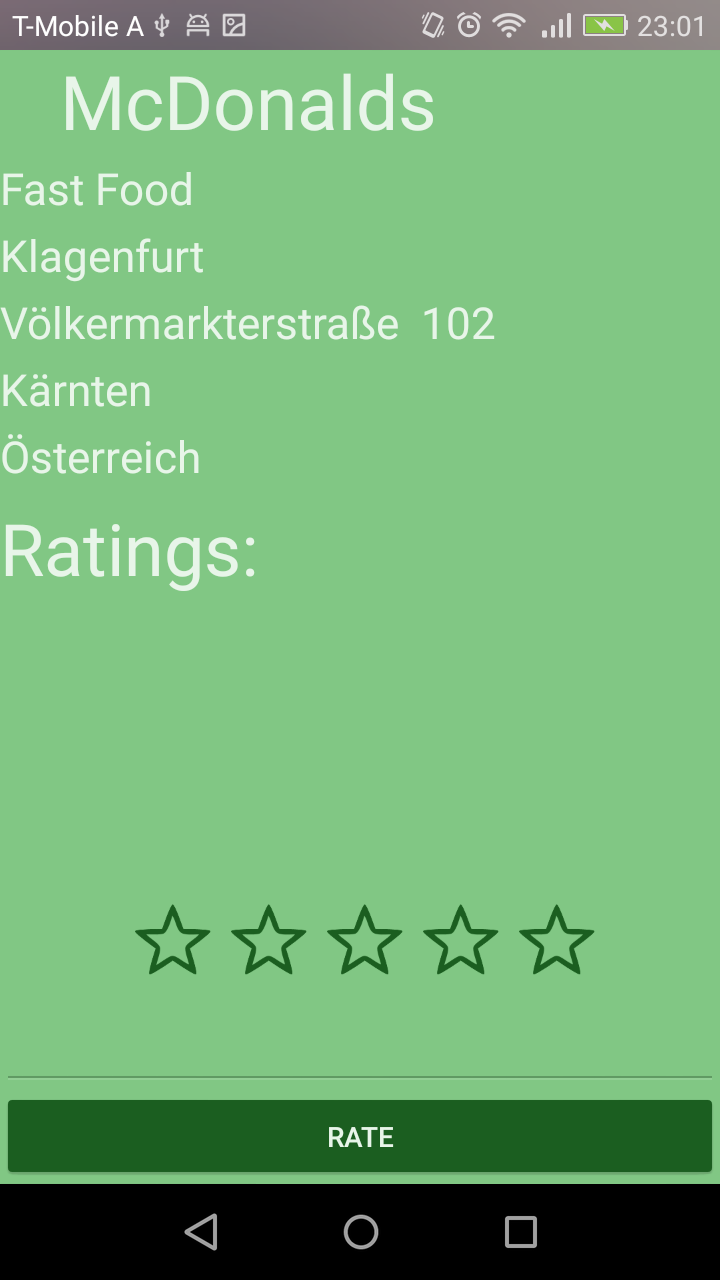 T-Mobile A 23:01
McDonalds
Fast Food
Klagenfurt
Völkermarkterstraße  102
Kärnten
Österreich
Ratings:
RATE